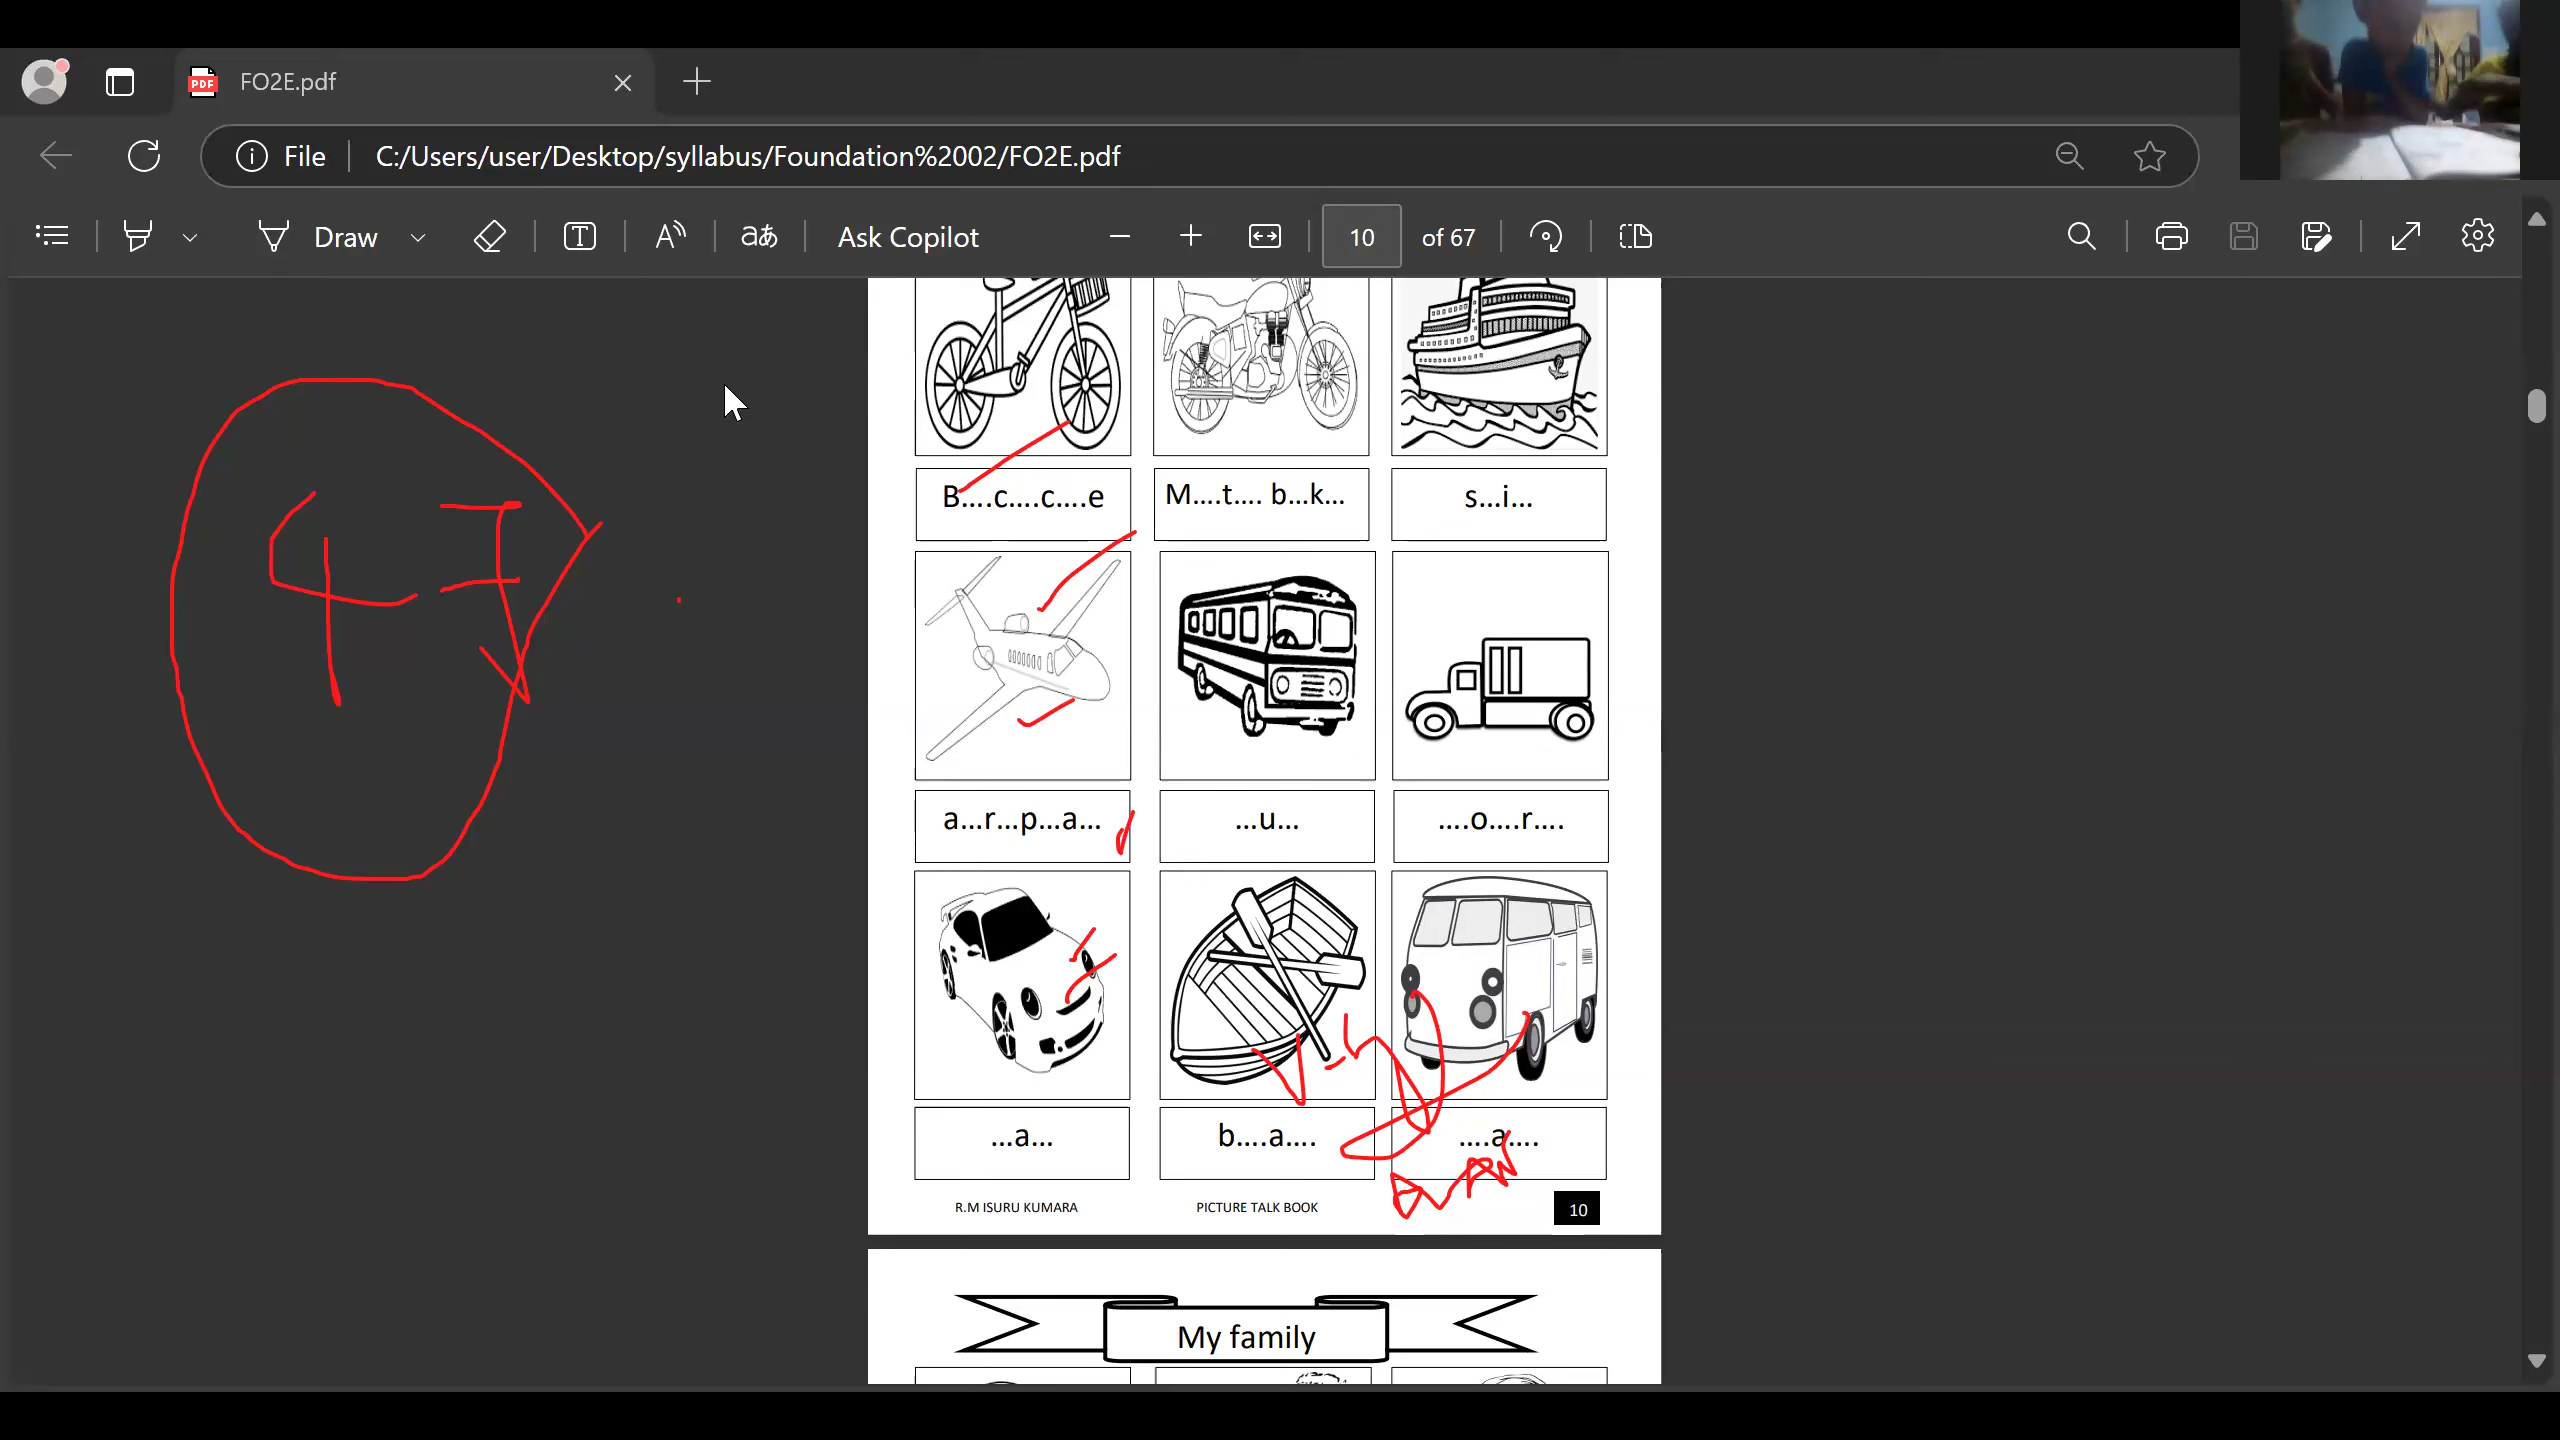 FO2E.pdf
File C:/Users/user/Desktop/syllabus/Foundation%2002/FO2E.pdf
Draw Ask Copilot 10 of 67
B....c....c....e M....t.... b...k... s...i...
a...r...p...a... ...u... ....o....r....
...a... b....a.... ....a....
R.M ISURU KUMARA PICTURE TALK BOOK 10
My family